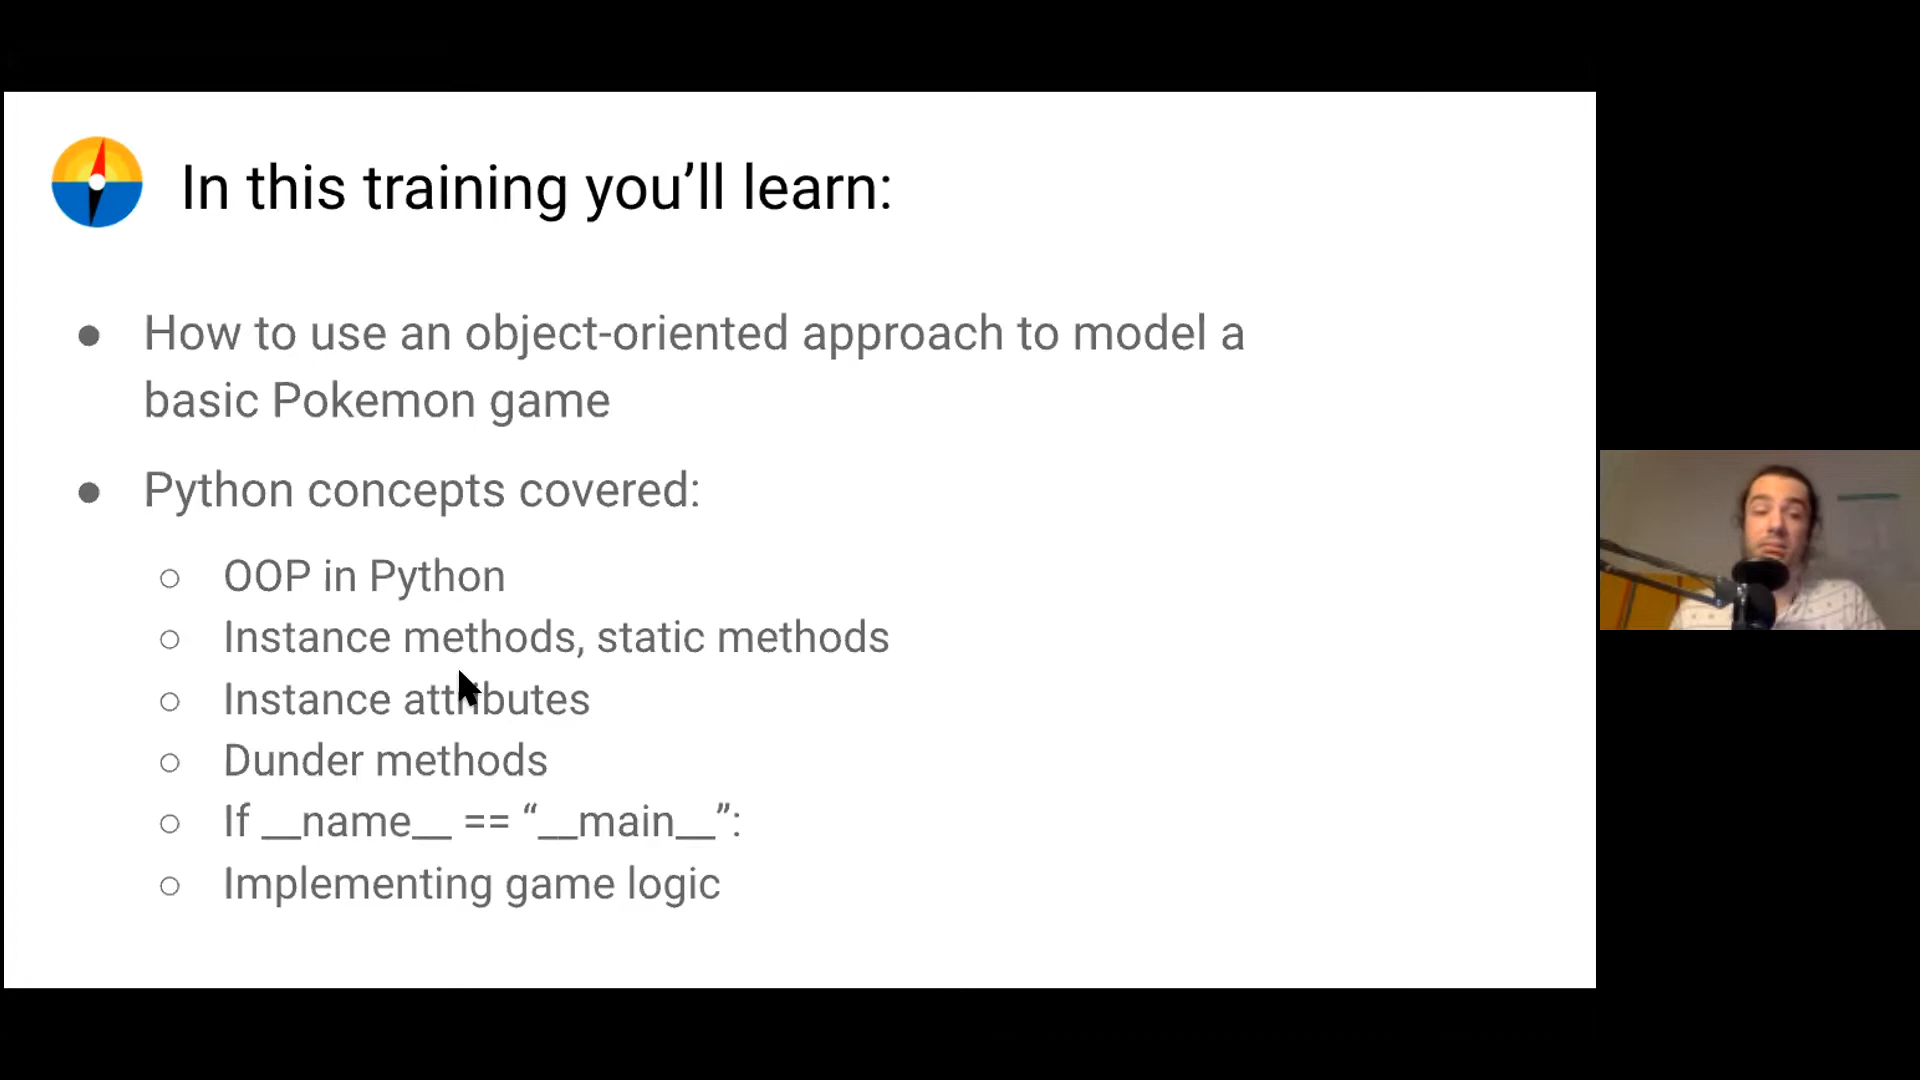 In this training you’ll learn:
● How to use an object-oriented approach to model a
basic Pokemon game
● Python concepts covered:
○ OOP in Python
○ Instance methods, static methods
○ Instance attributes
○ Dunder methods
○ If __name__ == “__main__”:
○ Implementing game logic